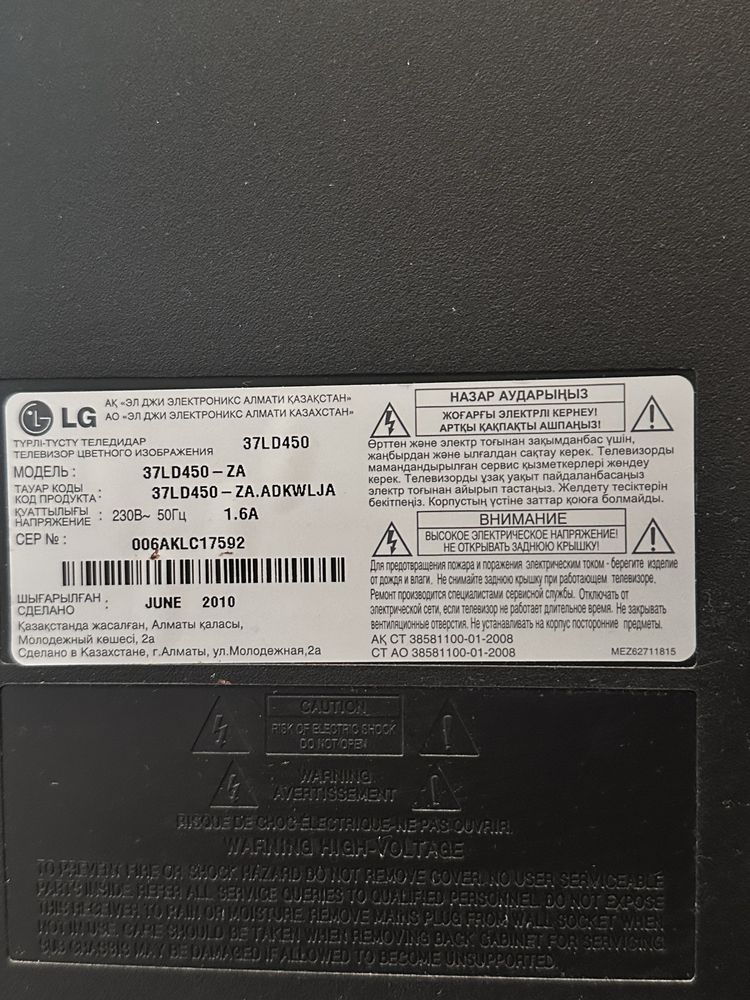 LG
АҚ «ЭЛ ДЖИ ЭЛЕКТРОНИКС АЛМАТИ ҚАЗАҚСТАН»
АО «ЭЛ ДЖИ ЭЛЕКТРОНИКС АЛМАТИ КАЗАХСТАН»
ТҮРЛІ-ТҮСТҮ ТЕЛЕДИДАР
ТЕЛЕВИЗОР ЦВЕТНОГО ИЗОБРАЖЕНИЯ
37LD450
МОДЕЛЬ : 37LD450-ZA
ТАУАР КОДЫ
КОД ПРОДУКТА : 37LD450-ZA.ADKWLJA
ҚУАТТЫЛЫҒЫ
НАПРЯЖЕНИЕ : 230В~ 50Гц 1.6A
СЕР № : 006AKLC17592
ШЫҒАРЫЛҒАН
СДЕЛАНО : JUNE 2010
Қазақстанда жасалған, Алматы қаласы,
Молодежный көшесі, 2а
Сделано в Казахстане, г.Алматы, ул.Молодежная,2а
НАЗАР АУДАРЫҢЫЗ
ЖОҒАРҒЫ ЭЛЕКТРЛІ КЕРНЕУ!
АРТҚЫ ҚАҚПАҚТЫ АШПАҢЫЗ!
Өрттен және электр тоғынан зақымданбас үшін,
жаңбырдан және ылғалдан сақтау керек. Телевизорды
мамандандырылған сервис қызметкерлері жөндеу
керек. Телевизорды ұзақ уақыт пайдаланбасаңыз
электр тоғынан айырып тастаңыз. Желдету тесіктерін
бекітпеңіз. Корпустың үстіне заттар қоюға болмайды.
ВНИМАНИЕ
ВЫСОКОЕ ЭЛЕКТРИЧЕСКОЕ НАПРЯЖЕНИЕ!
НЕ ОТКРЫВАТЬ ЗАДНЮЮ КРЫШКУ!
Для предотвращения пожара и поражения электрическим током - берегите изделие
от дождя и влаги. Не снимайте заднюю крышку при работающем телевизоре.
Ремонт производится специалистами сервисной службы. Отключать от
электрической сети, если телевизор не работает длительное время. Не закрывать
вентиляционные отверстия. Не устанавливать на корпус посторонние предметы.
АҚ СТ 38581100-01-2008
СТ АО 38581100-01-2008
MEZ62711815
CAUTION
RISK OF ELECTRIC SHOCK
DO NOT OPEN
WARNING
AVERTISSEMENT
RISQUE DE CHOC ÉLECTRIQUE-NE PAS OUVRIR.
WARNING HIGH-VOLTAGE
TO PREVENT FIRE OR SHOCK HAZARD DO NOT REMOVE COVER. NO USER SERVICEABLE
PARTS INSIDE. REFER ALL SERVICE QUERIES TO QUALIFIED PERSONNEL. DO NOT EXPOSE
THIS RECEIVER TO RAIN OR MOISTURE. REMOVE MAINS PLUG FROM WALL SOCKET WHEN
NOT IN USE. CARE SHOULD BE TAKEN WHEN REMOVING BACK CABINET FOR SERVICING
SUB CHASSIS MAY BE DAMAGED IF ALLOWED TO BECOME UNSUPPORTED.